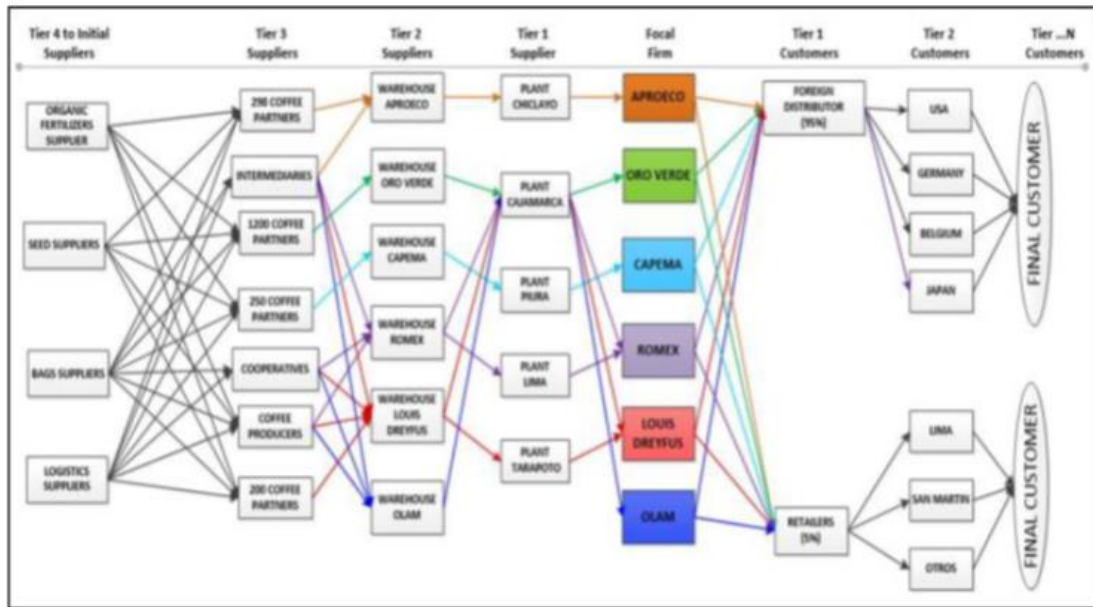 Tier 4 to Initial
Suppliers
Tier 3
Suppliers
Tier 2
Suppliers
Tier 1
Supplier
Focal
Firm
Tier 1
Customers
Tier 2
Customers
Tier ...N
Customers
ORGANIC
FERTILIZERS
SUPPLIER
SEED SUPPLIERS
BAGS SUPPLIERS
LOGISTICS
SUPPLIERS
290 COFFEE
PARTNERS
INTERMEDIARIES
1200 COFFEE
PARTNERS
250 COFFEE
PARTNERS
COOPERATIVES
COFFEE
PRODUCERS
200 COFFEE
PARTNERS
WAREHOUSE
APROECO
WAREHOUSE
ORO VERDE
WAREHOUSE
CAPEMA
WAREHOUSE
ROMEX
WAREHOUSE
LOUIS
DREYFUS
WAREHOUSE
OLAM
PLANT
CHICLAYO
PLANT
CAJAMARCA
PLANT
PIURA
PLANT
LIMA
PLANT
TARAPOTO
APROECO
ORO VERDE
CAPEMA
ROMEX
LOUIS
DREYFUS
OLAM
FOREIGN
DISTRIBUTOR
(95%)
RETAILERS
(5%)
USA
GERMANY
BELGIUM
JAPAN
LIMA
SAN MARTIN
OTROS
FINAL CUSTOMER
FINAL CUSTOMER